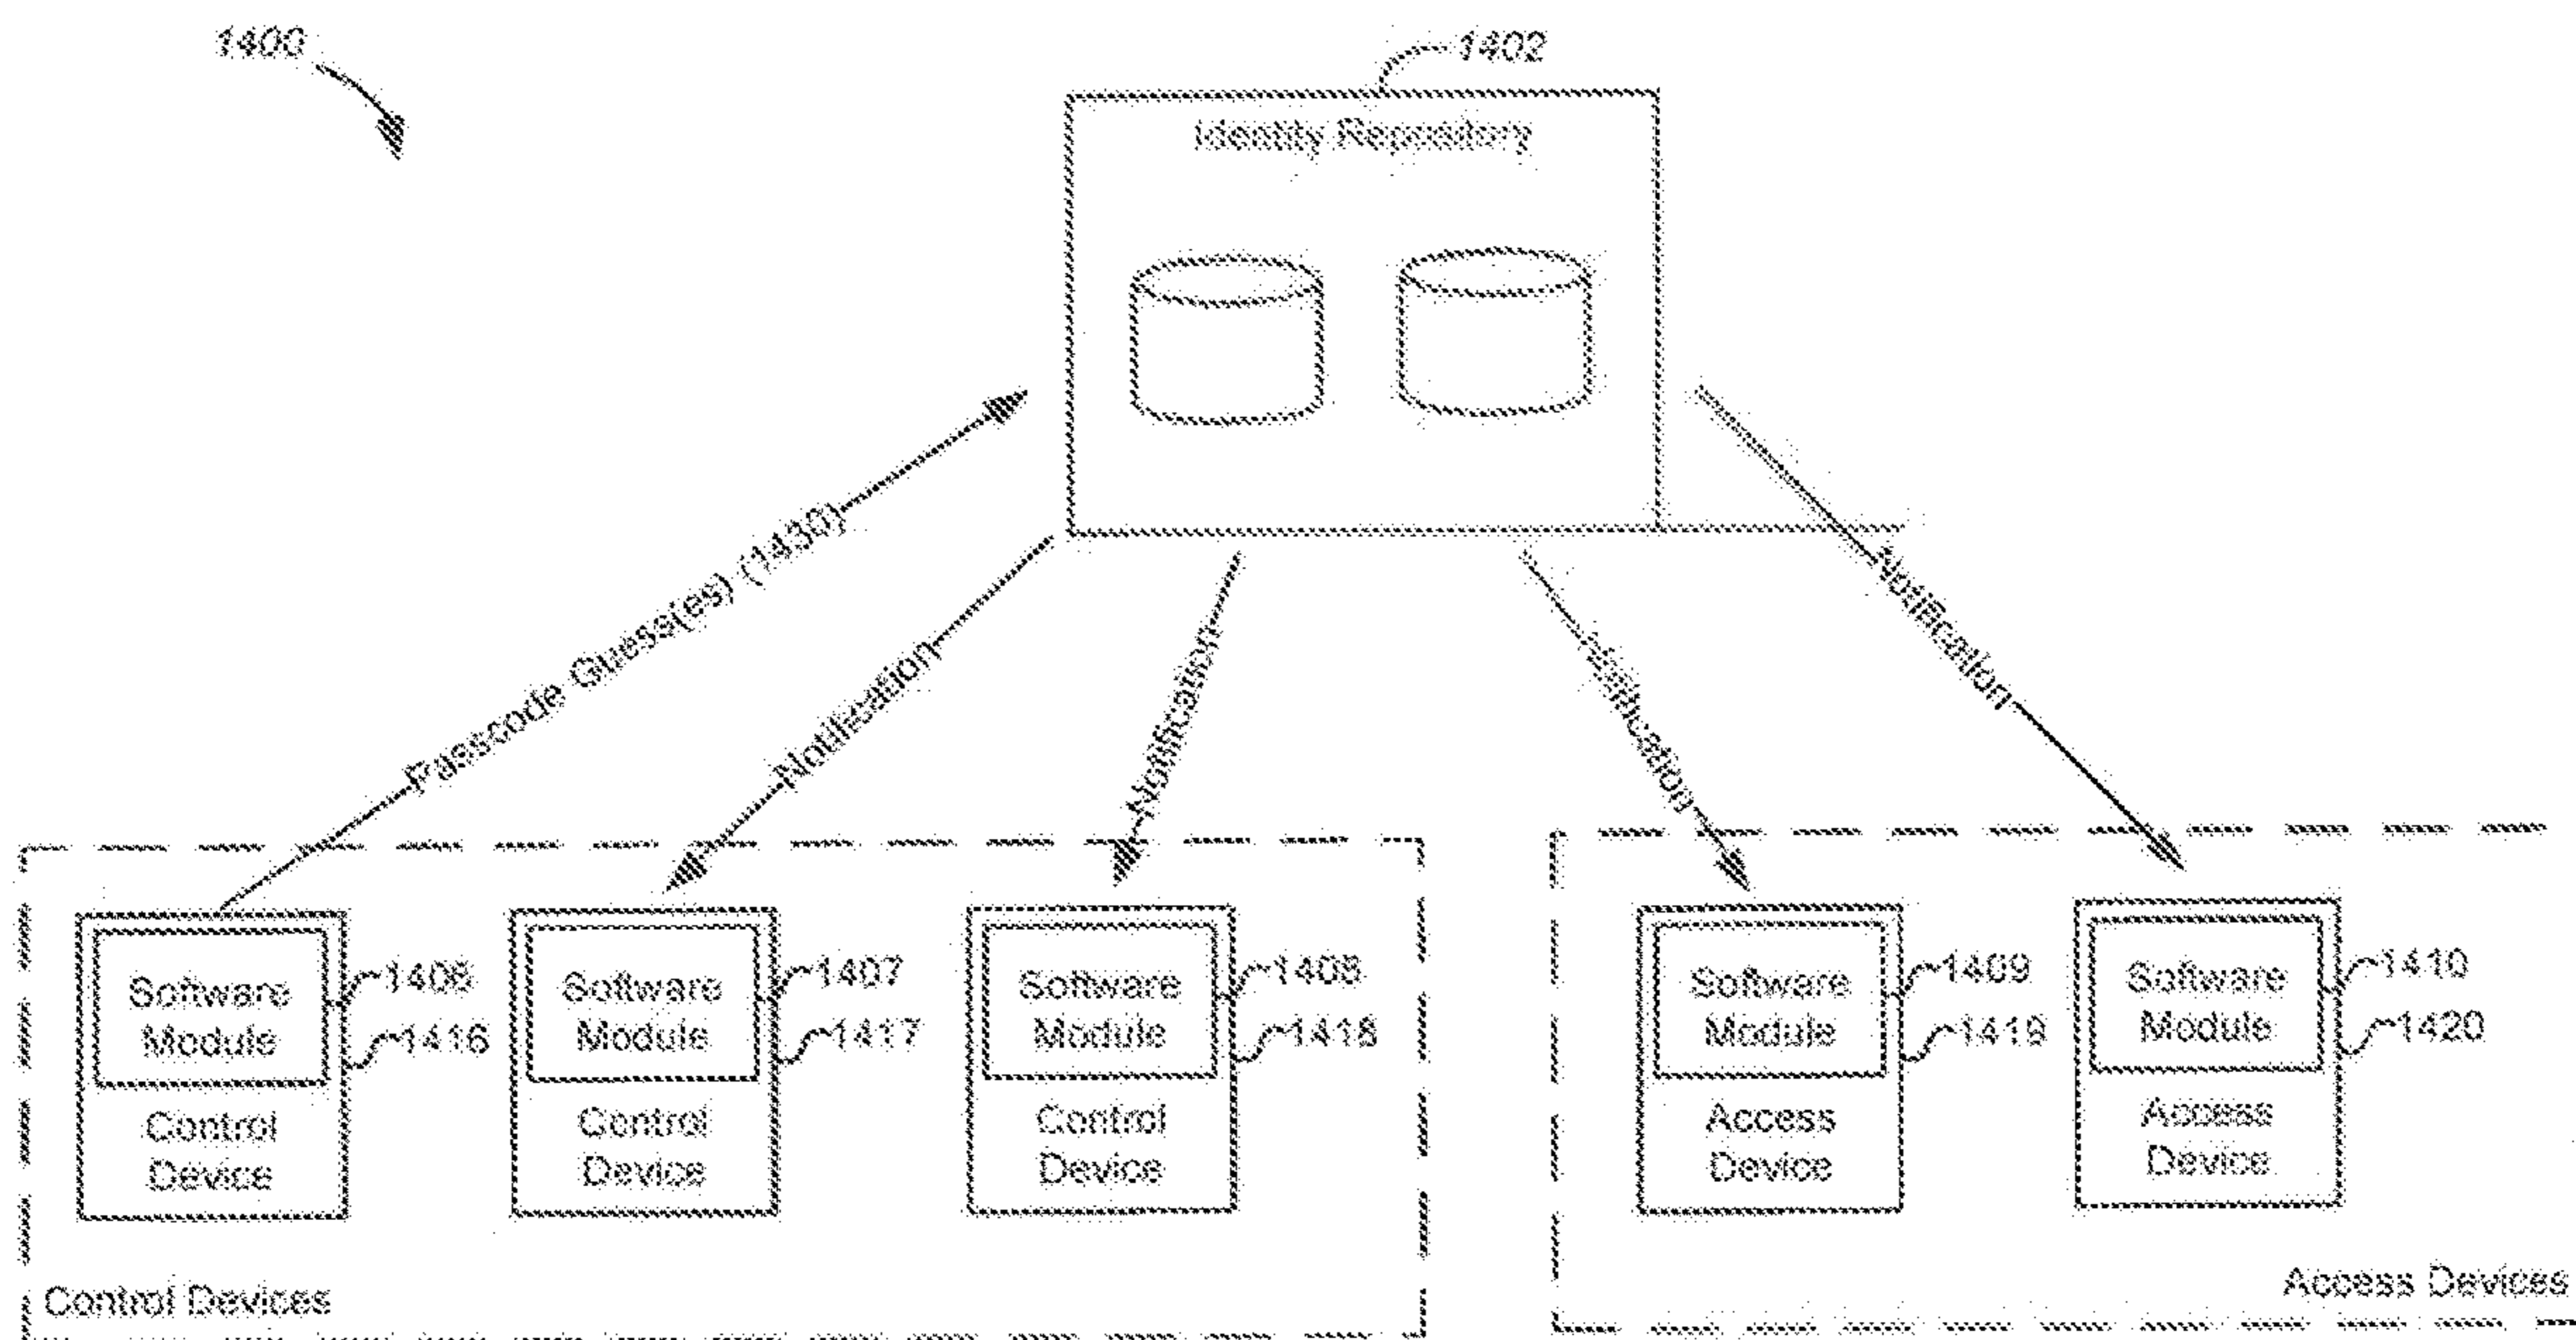 1400
1402
Identity Repository
Passcode Guess(es) (1430)
Notification
Notification
Notification
Notification
Software
Module
1406
1416
Control
Device
Software
Module
1407
1417
Control
Device
Software
Module
1408
1418
Control
Device
Software
Module
1409
1419
Access
Device
Software
Module
1410
1420
Access
Device
Control Devices
Access Devices